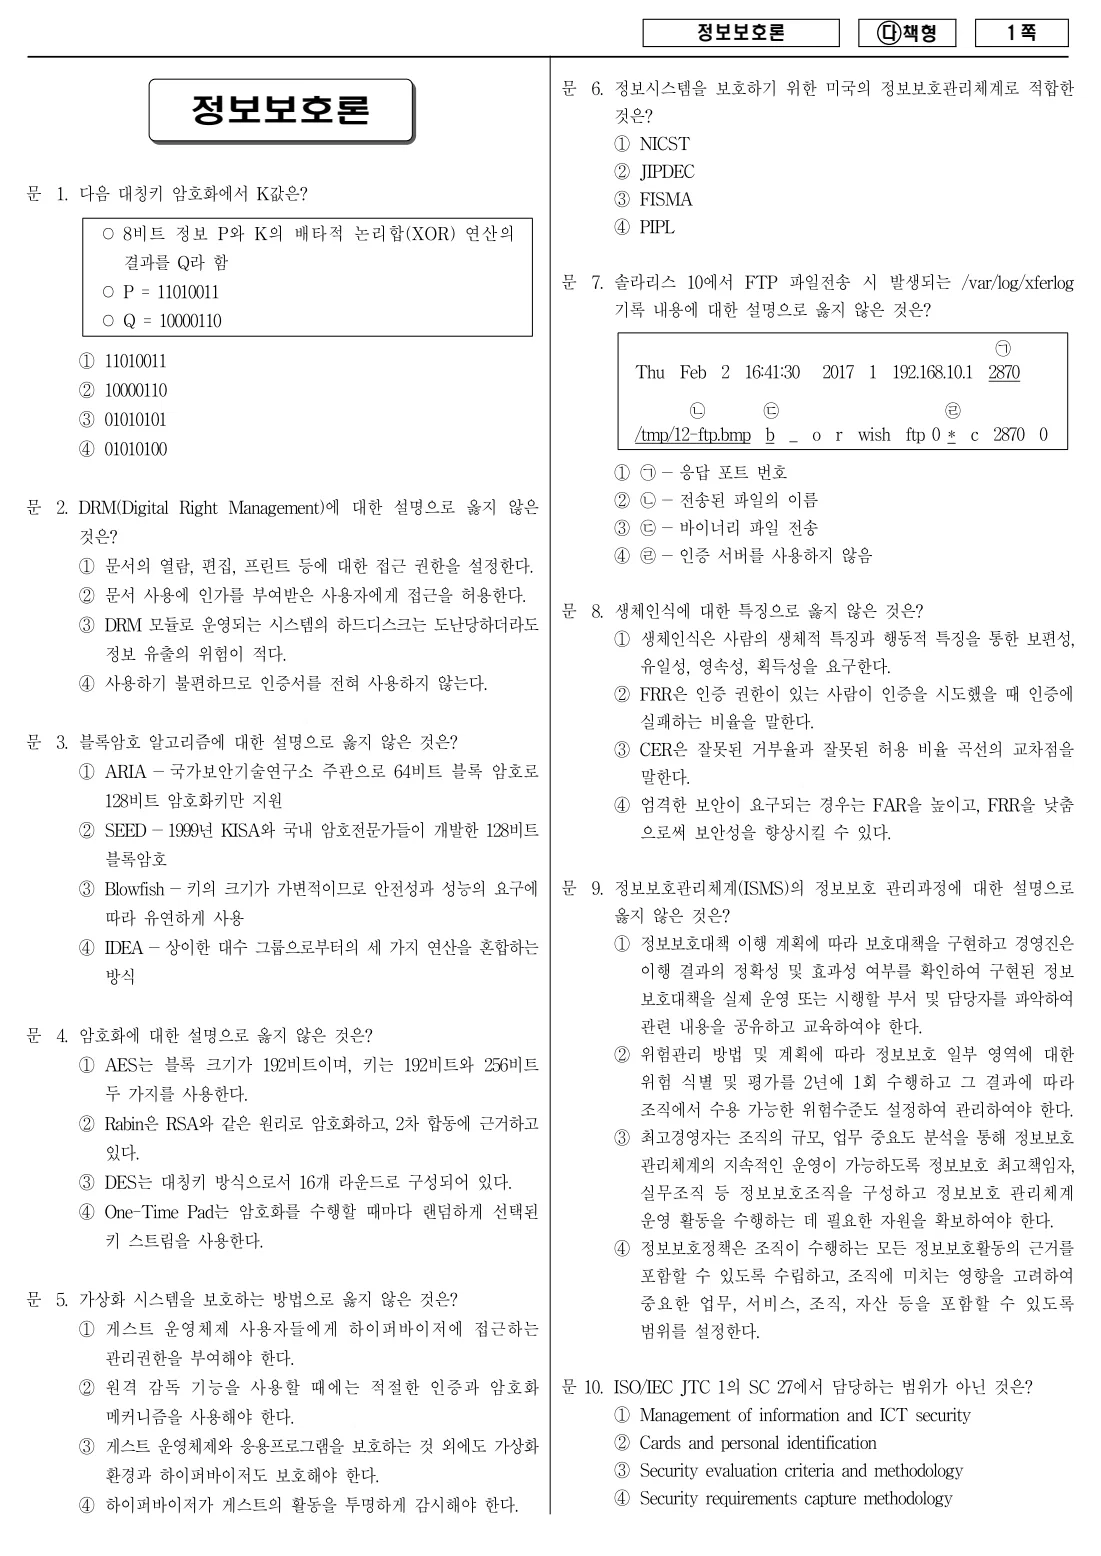 정보보호론
㉰책형
1쪽
정보보호론
문 1. 다음 대칭키 암호화에서 K값은?
○ 8비트 정보 P와 K의 배타적 논리합(XOR) 연산의
결과를 Q라 함
○ P = 11010011
○ Q = 10000110
① 11010011
② 10000110
③ 01010101
④ 01010100
문 2. DRM(Digital Right Management)에 대한 설명으로 옳지 않은
것은?
① 문서의 열람, 편집, 프린트 등에 대한 접근 권한을 설정한다.
② 문서 사용에 인가를 부여받은 사용자에게 접근을 허용한다.
③ DRM 모듈로 운영되는 시스템의 하드디스크는 도난당하더라도
정보 유출의 위험이 적다.
④ 사용하기 불편하므로 인증서를 전혀 사용하지 않는다.
문 3. 블록암호 알고리즘에 대한 설명으로 옳지 않은 것은?
① ARIA – 국가보안기술연구소 주관으로 64비트 블록 암호로
128비트 암호화키만 지원
② SEED – 1999년 KISA와 국내 암호전문가들이 개발한 128비트
블록암호
③ Blowfish – 키의 크기가 가변적이므로 안전성과 성능의 요구에
따라 유연하게 사용
④ IDEA – 상이한 대수 그룹으로부터의 세 가지 연산을 혼합하는
방식
문 4. 암호화에 대한 설명으로 옳지 않은 것은?
① AES는 블록 크기가 192비트이며, 키는 192비트와 256비트
두 가지를 사용한다.
② Rabin은 RSA와 같은 원리로 암호화하고, 2차 합동에 근거하고
있다.
③ DES는 대칭키 방식으로서 16개 라운드로 구성되어 있다.
④ One-Time Pad는 암호화를 수행할 때마다 랜덤하게 선택된
키 스트림을 사용한다.
문 5. 가상화 시스템을 보호하는 방법으로 옳지 않은 것은?
① 게스트 운영체제 사용자들에게 하이퍼바이저에 접근하는
관리권한을 부여해야 한다.
② 원격 감독 기능을 사용할 때에는 적절한 인증과 암호화
메커니즘을 사용해야 한다.
③ 게스트 운영체제와 응용프로그램을 보호하는 것 외에도 가상화
환경과 하이퍼바이저도 보호해야 한다.
④ 하이퍼바이저가 게스트의 활동을 투명하게 감시해야 한다.
문 6. 정보시스템을 보호하기 위한 미국의 정보보호관리체계로 적합한
것은?
① NICST
② JIPDEC
③ FISMA
④ PIPL
문 7. 솔라리스 10에서 FTP 파일전송 시 발생되는 /var/log/xferlog
기록 내용에 대한 설명으로 옳지 않은 것은?
㉠
Thu Feb 2 16:41:30 2017 1 192.168.10.1 2870
㉡ ㉢ ㉣
/tmp/12-ftp.bmp b _ o r wish ftp 0 * c 2870 0
① ㉠ – 응답 포트 번호
② ㉡ – 전송된 파일의 이름
③ ㉢ – 바이너리 파일 전송
④ ㉣ – 인증 서버를 사용하지 않음
문 8. 생체인식에 대한 특징으로 옳지 않은 것은?
① 생체인식은 사람의 생체적 특징과 행동적 특징을 통한 보편성,
유일성, 영속성, 획득성을 요구한다.
② FRR은 인증 권한이 있는 사람이 인증을 시도했을 때 인증에
실패하는 비율을 말한다.
③ CER은 잘못된 거부율과 잘못된 허용 비율 곡선의 교차점을
말한다.
④ 엄격한 보안이 요구되는 경우는 FAR을 높이고, FRR을 낮춤
으로써 보안성을 향상시킬 수 있다.
문 9. 정보보호관리체계(ISMS)의 정보보호 관리과정에 대한 설명으로
옳지 않은 것은?
① 정보보호대책 이행 계획에 따라 보호대책을 구현하고 경영진은
이행 결과의 정확성 및 효과성 여부를 확인하여 구현된 정보
보호대책을 실제 운영 또는 시행할 부서 및 담당자를 파악하여
관련 내용을 공유하고 교육하여야 한다.
② 위험관리 방법 및 계획에 따라 정보보호 일부 영역에 대한
위험 식별 및 평가를 2년에 1회 수행하고 그 결과에 따라
조직에서 수용 가능한 위험수준도 설정하여 관리하여야 한다.
③ 최고경영자는 조직의 규모, 업무 중요도 분석을 통해 정보보호
관리체계의 지속적인 운영이 가능하도록 정보보호 최고책임자,
실무조직 등 정보보호조직을 구성하고 정보보호 관리체계
운영 활동을 수행하는 데 필요한 자원을 확보하여야 한다.
④ 정보보호정책은 조직이 수행하는 모든 정보보호활동의 근거를
포함할 수 있도록 수립하고, 조직에 미치는 영향을 고려하여
중요한 업무, 서비스, 조직, 자산 등을 포함할 수 있도록
범위를 설정한다.
문 10. ISO/IEC JTC 1의 SC 27에서 담당하는 범위가 아닌 것은?
① Management of information and ICT security
② Cards and personal identification
③ Security evaluation criteria and methodology
④ Security requirements capture methodology